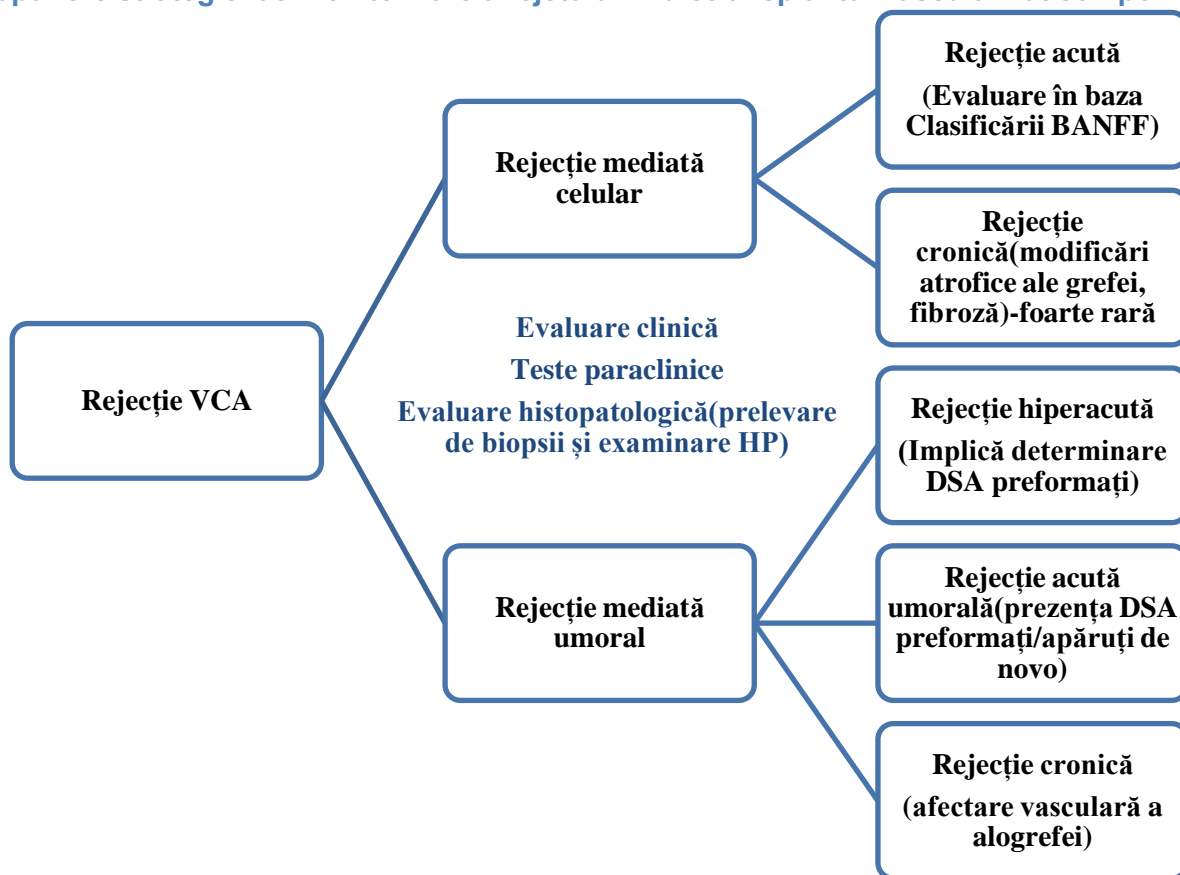 Rejecție acută
(Evaluare în baza
Clasificării BANFF)
Rejecție mediată
celular
Rejecție
cronică(modificări
atrofice ale grefei,
fibroză)-foarte rară
Evaluare clinică
Teste paraclinice
Evaluare histopatologică(prelevare
de biopsii și examinare HP)
Rejecție VCA
Rejecție hiperacută
(Implică determinare
DSA preformați)
Rejecție mediată
umoral
Rejecție acută
umorală(prezența DSA
preformați/apăruți de
novo)
Rejecție cronică
(afectare vasculară a
alogrefei)